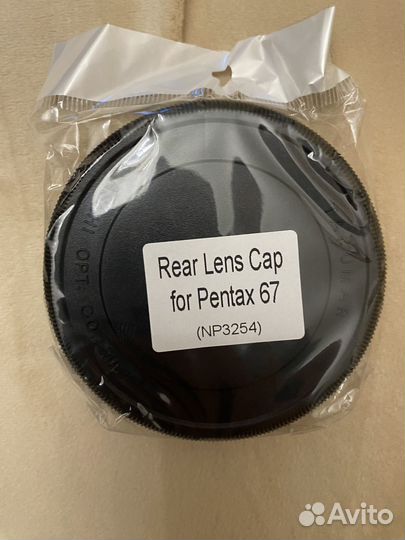 Rear Lens Cap
for Pentax 67
(NP3254)
Avito